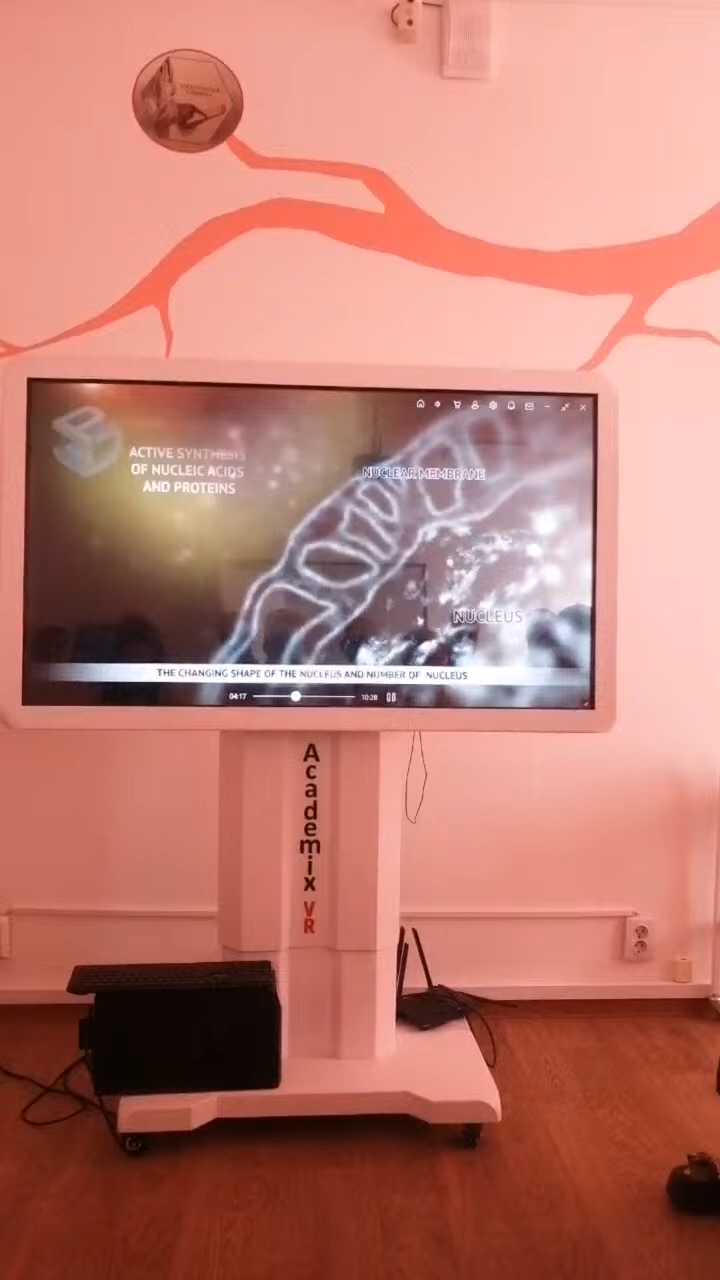 ACTIVE SYNTHESIS
OF NUCLEIC ACIDS
AND PROTEINS
NUCLEAR MEMBRANE
NUCLEUS
THE CHANGING SHAPE OF THE NUCLEUS AND NUMBER OF NUCLEUS
04:17
10:28
Academix VR